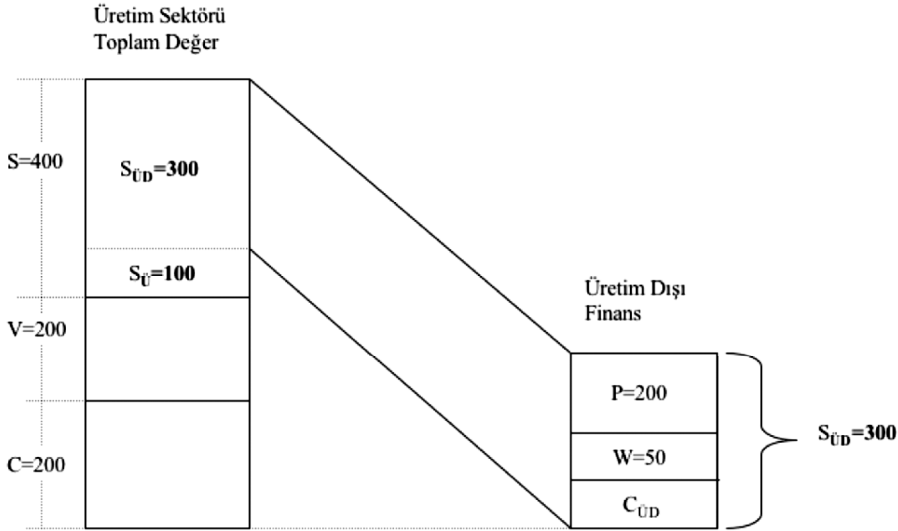 Üretim Sektörü
Toplam Değer
S=400
S_ÜD=300
S_Ü=100
V=200
C=200
Üretim Dışı
Finans
P=200
W=50
C_ÜD
S_ÜD=300